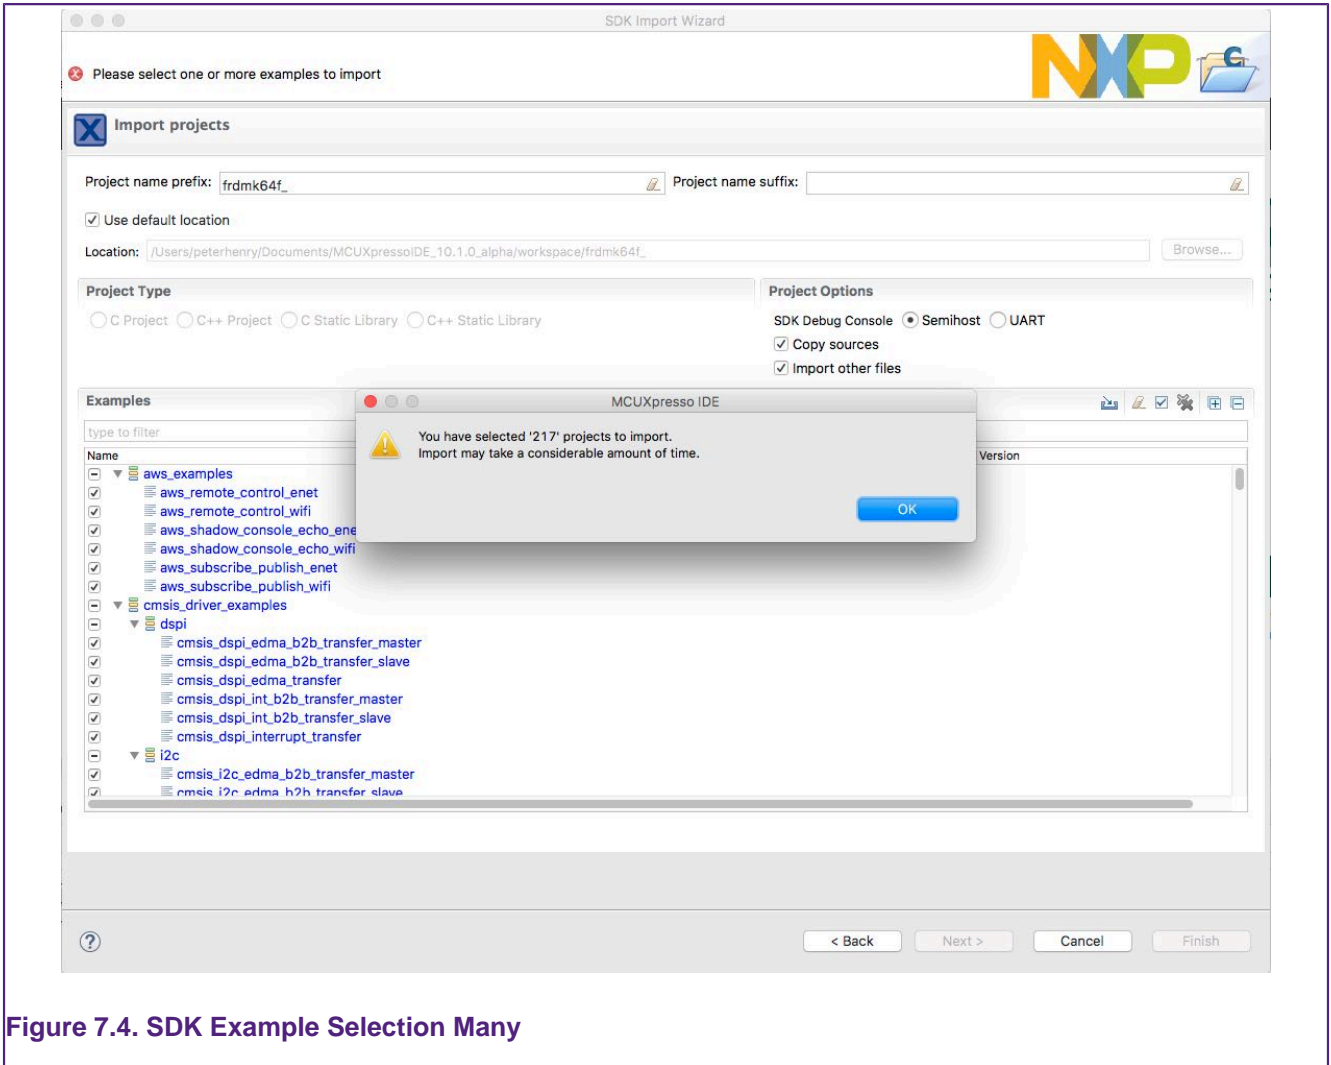 SDK Import Wizard
Please select one or more examples to import
NXP
Import projects
Project name prefix: frdmk64f_ Project name suffix:
Use default location
Location: /Users/peterhenry/Documents/MCUXpressoIDE_10.1.0_alpha/workspace/frdmk64f_ Browse...
Project Type Project Options
C Project C++ Project C Static Library C++ Static Library SDK Debug Console Semihost UART
Copy sources
Import other files
Examples
MCUXpresso IDE
You have selected '217' projects to import.
Import may take a considerable amount of time.
OK
type to filter
Name Version
aws_examples
aws_remote_control_enet
aws_remote_control_wifi
aws_shadow_console_echo_ene
aws_shadow_console_echo_wifi
aws_subscribe_publish_enet
aws_subscribe_publish_wifi
cmsis_driver_examples
dspi
cmsis_dspi_edma_b2b_transfer_master
cmsis_dspi_edma_b2b_transfer_slave
cmsis_dspi_edma_transfer
cmsis_dspi_int_b2b_transfer_master
cmsis_dspi_int_b2b_transfer_slave
cmsis_dspi_interrupt_transfer
i2c
cmsis_i2c_edma_b2b_transfer_master
cmsis_i2c_edma_b2b_transfer_slave
< Back Next > Cancel Finish
Figure 7.4. SDK Example Selection Many